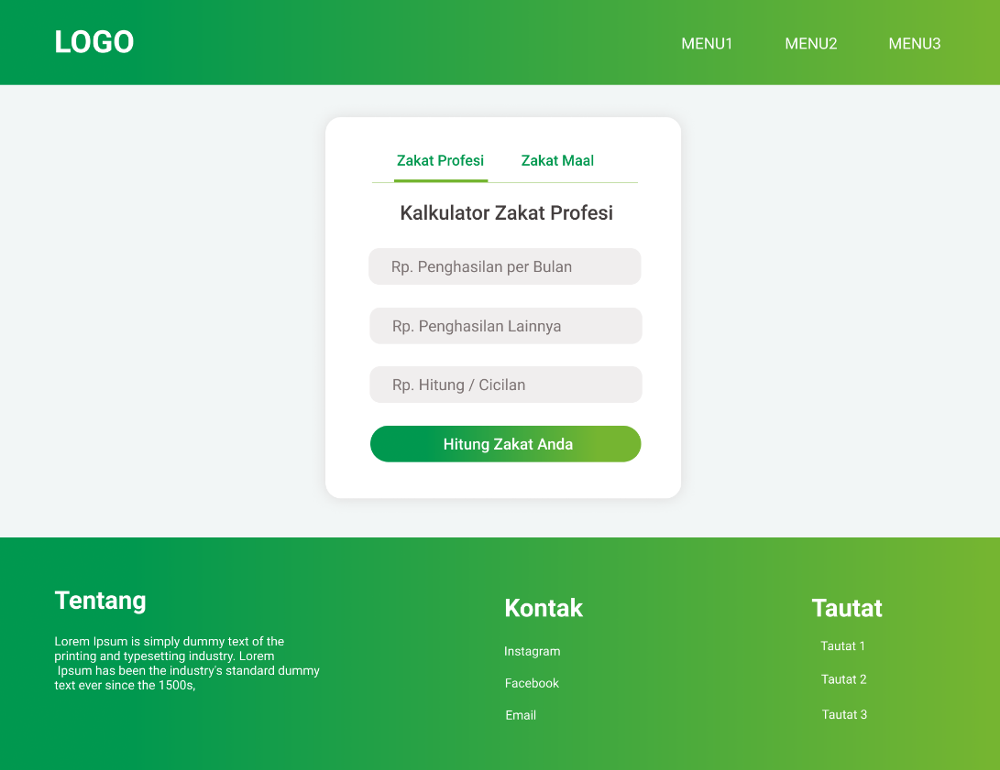 LOGO
MENU1 MENU2 MENU3
Zakat Profesi Zakat Maal
Kalkulator Zakat Profesi
Rp. Penghasilan per Bulan
Rp. Penghasilan Lainnya
Rp. Hitung / Cicilan
Hitung Zakat Anda
Tentang
Lorem Ipsum is simply dummy text of the
printing and typesetting industry. Lorem
Ipsum has been the industry's standard dummy
text ever since the 1500s,
Kontak
Instagram
Facebook
Email
Tautat
Tautat 1
Tautat 2
Tautat 3